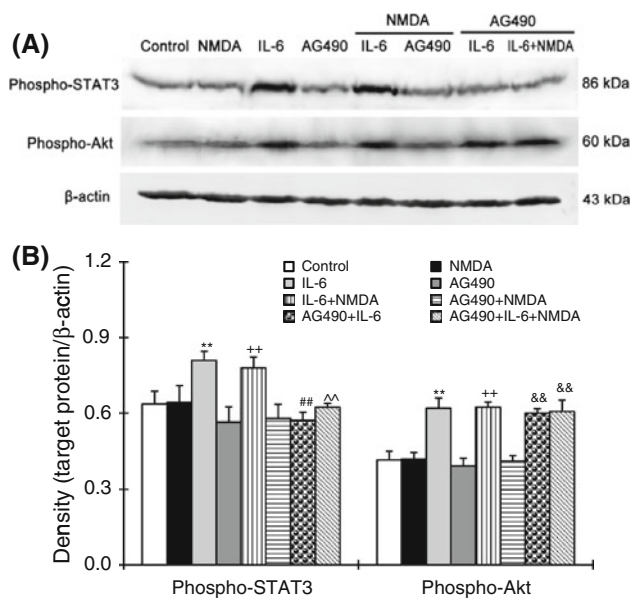 (A)
NMDA AG490
Control NMDA IL-6 AG490 IL-6 AG490 IL-6 IL-6+NMDA
Phospho-STAT3 86 kDa
Phospho-Akt 60 kDa
β-actin 43 kDa
(B)
Density (target protein/β-actin)
1.2
0.9
0.6
0.3
0.0
Control NMDA
IL-6 AG490
IL-6+NMDA AG490+NMDA
AG490+IL-6 AG490+IL-6+NMDA
** ++ ## ^^ ** ++ && &&
Phospho-STAT3 Phospho-Akt